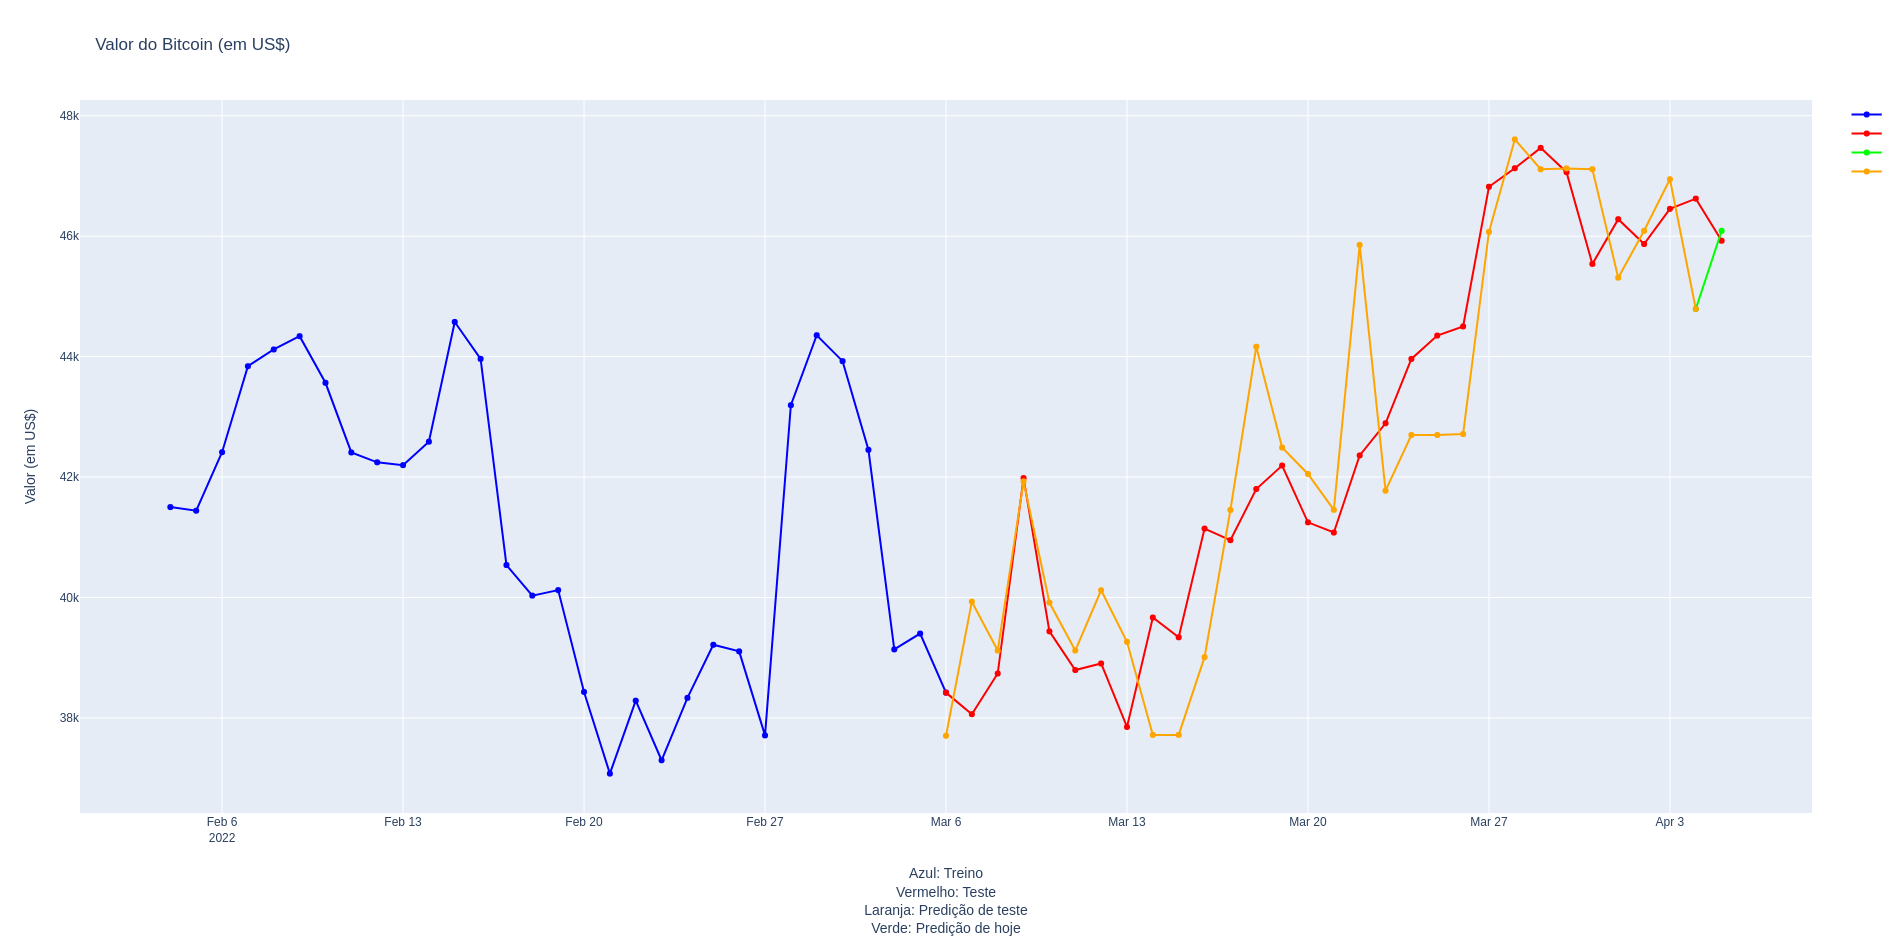 Valor do Bitcoin (em US$)
48k
46k
44k
42k
40k
38k
Valor (em US$)
Feb 6
2022
Feb 13
Feb 20
Feb 27
Mar 6
Mar 13
Mar 20
Mar 27
Apr 3
Azul: Treino
Vermelho: Teste
Laranja: Predição de teste
Verde: Predição de hoje